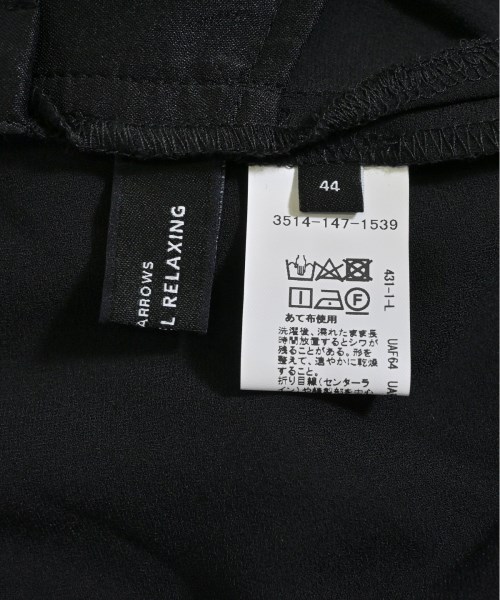 ARROWS
L RELAXING
44
3514-147-1539
431-I-L
UAF64 UA
F
あて布使用
洗濯後、濡れたまま長
時間放置するとシワが
残ることがある。形を
整えて、速やかに乾燥
すること。
折り目線(センターラ